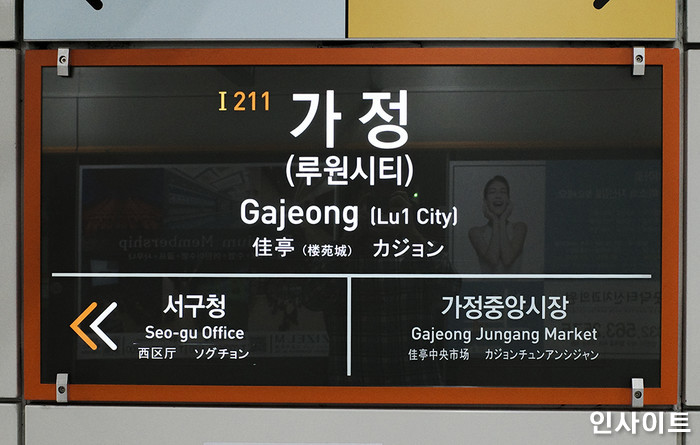 I 211 가정
(루원시티)
Gajeong (Lu1 City)
佳亭 (楼苑城) カジョン
서구청
Seo-gu Office
西区厅 ソグチョン
가정중앙시장
Gajeong Jungang Market
佳亭中央市场 カジョンチュンアンシジャン
인사이트